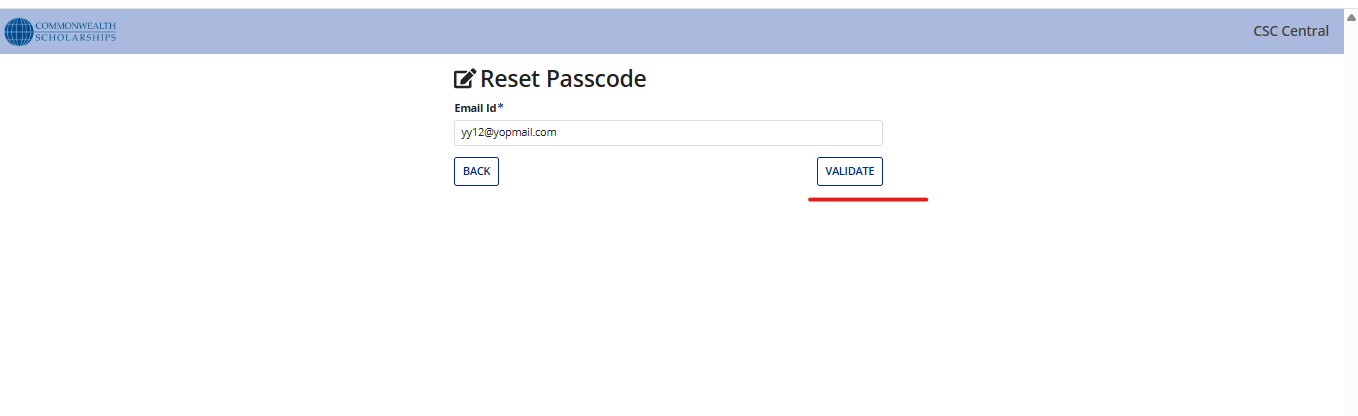 COMMONWEALTH
SCHOLARSHIPS
CSC Central
Reset Passcode
Email Id*
yy12@yopmail.com
BACK
VALIDATE